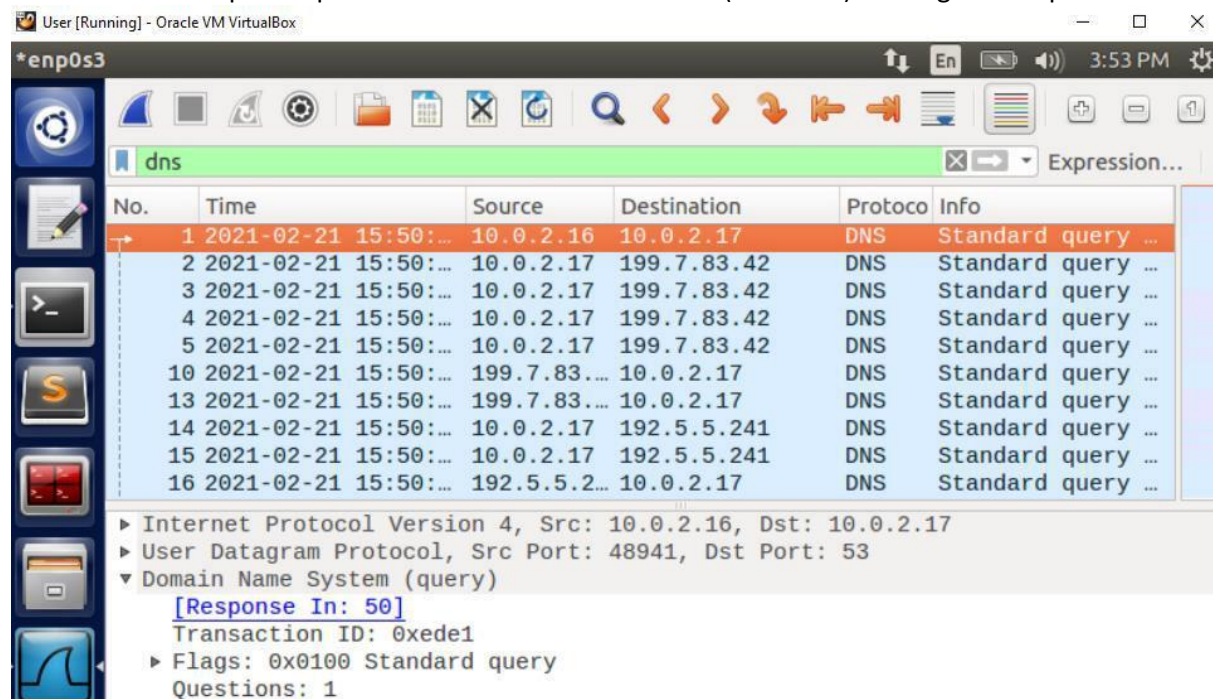 User [Running] - Oracle VM VirtualBox
*enp0s3 En 3:53 PM
dns Expression...
No. Time Source Destination Protoco Info
1 2021-02-21 15:50:… 10.0.2.16 10.0.2.17 DNS Standard query …
2 2021-02-21 15:50:… 10.0.2.17 199.7.83.42 DNS Standard query …
3 2021-02-21 15:50:… 10.0.2.17 199.7.83.42 DNS Standard query …
4 2021-02-21 15:50:… 10.0.2.17 199.7.83.42 DNS Standard query …
5 2021-02-21 15:50:… 10.0.2.17 199.7.83.42 DNS Standard query …
10 2021-02-21 15:50:… 199.7.83.… 10.0.2.17 DNS Standard query …
13 2021-02-21 15:50:… 199.7.83.… 10.0.2.17 DNS Standard query …
14 2021-02-21 15:50:… 10.0.2.17 192.5.5.241 DNS Standard query …
15 2021-02-21 15:50:… 10.0.2.17 192.5.5.241 DNS Standard query …
16 2021-02-21 15:50:… 192.5.5.2… 10.0.2.17 DNS Standard query …
Internet Protocol Version 4, Src: 10.0.2.16, Dst: 10.0.2.17
User Datagram Protocol, Src Port: 48941, Dst Port: 53
Domain Name System (query)
[Response In: 50]
Transaction ID: 0xede1
Flags: 0x0100 Standard query
Questions: 1